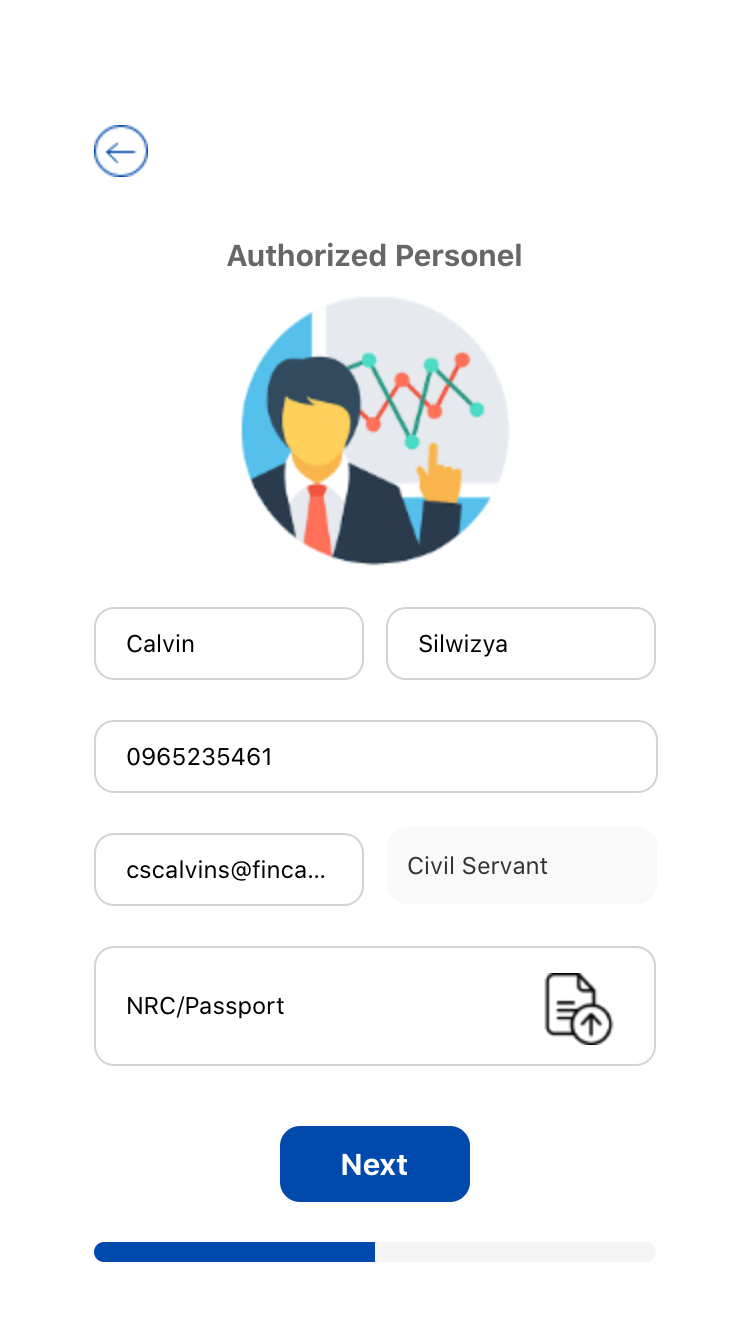 Authorized Personel
Calvin
Silwizya
0965235461
cscalvins@finca...
Civil Servant
NRC/Passport
Next